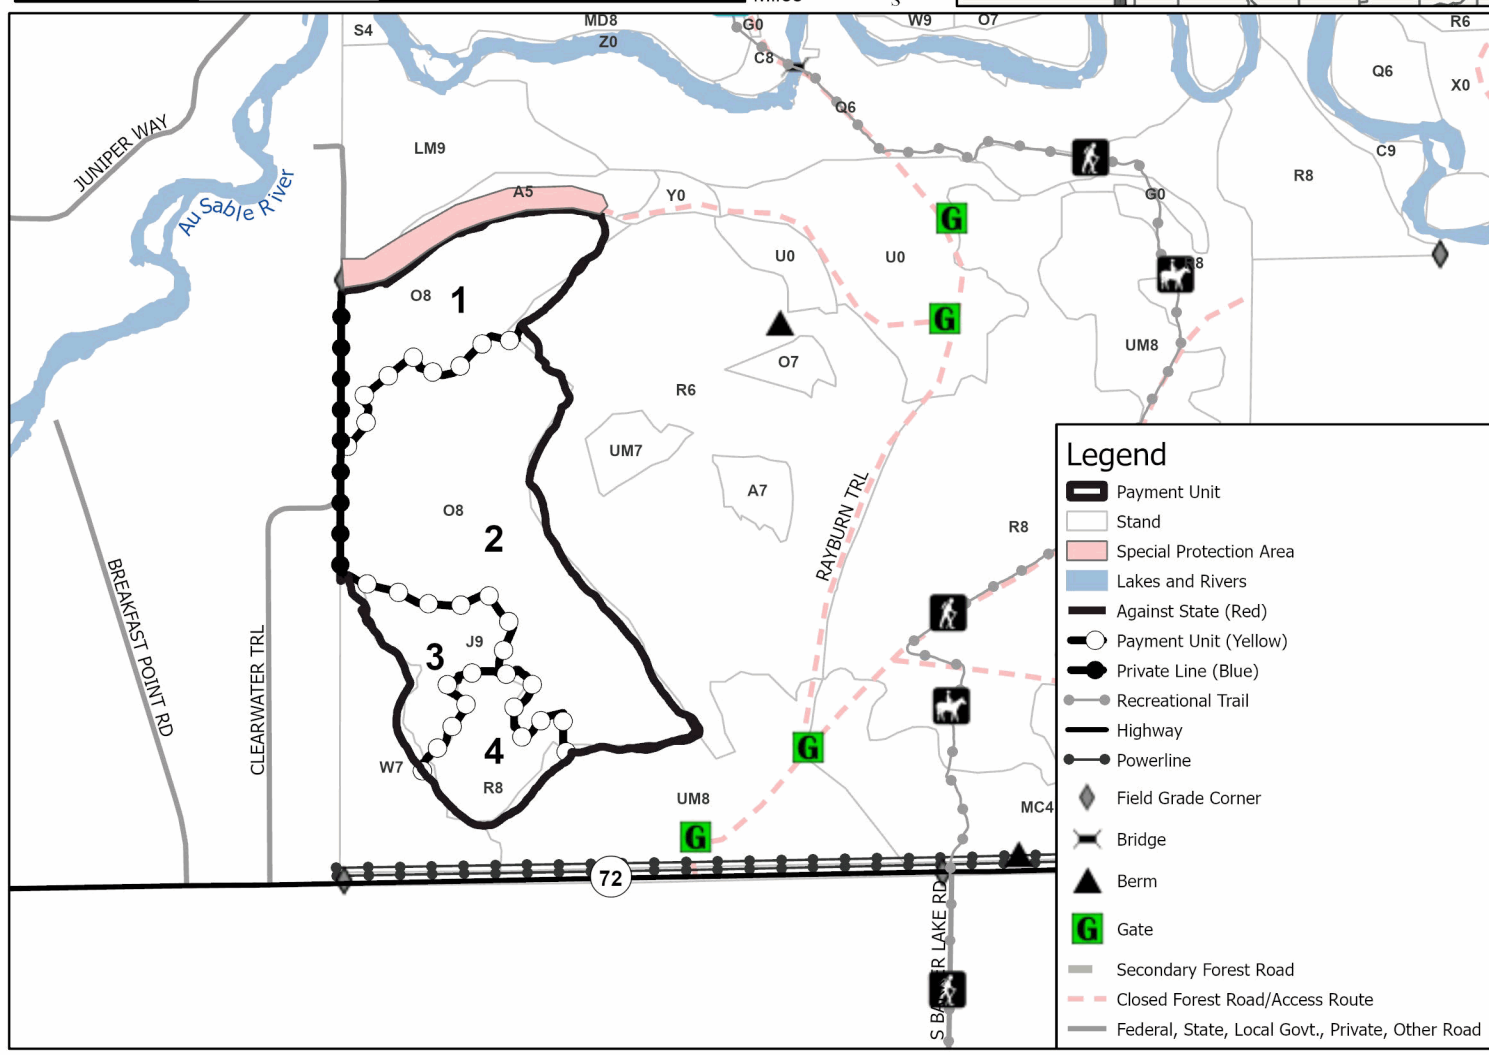 S4
MD8
Z0
G0
C8
W9
O7
R6
Q6
X0
Q6
JUNIPER WAY
LM9
C9
R8
Au Sable River
A5
Y0
G0
U0
U0
O8
1
UM8
O7
R6
UM7
A7
RAYBURN TRL
R8
O8
2
BREAKFAST POINT RD
CLEARWATER TRL
J9
3
4
W7
R8
UM8
MC4
72
Legend
Payment Unit
Stand
Special Protection Area
Lakes and Rivers
Against State (Red)
Payment Unit (Yellow)
Private Line (Blue)
Recreational Trail
Highway
Powerline
Field Grade Corner
Bridge
Berm
G
Gate
Secondary Forest Road
Closed Forest Road/Access Route
Federal, State, Local Govt., Private, Other Road
G
G
G
G
LAKE RD